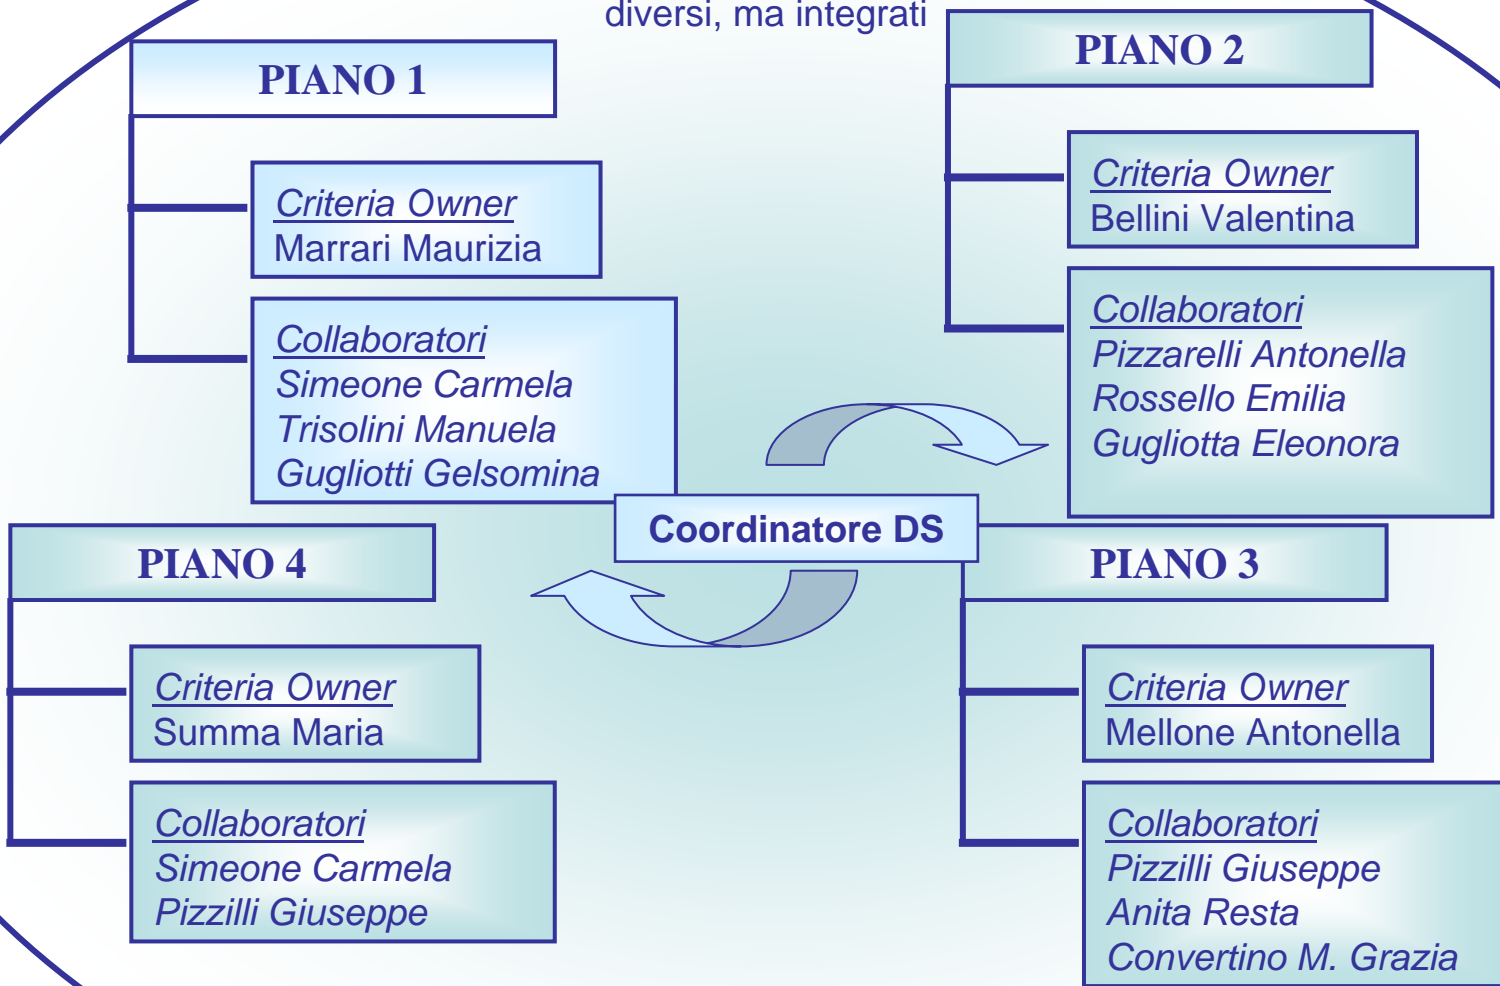 diversi, ma integrati
PIANO 1
Criteria Owner
Marrari Maurizia
Collaboratori
Simeone Carmela
Trisolini Manuela
Gugliotti Gelsomina
PIANO 2
Criteria Owner
Bellini Valentina
Collaboratori
Pizzarelli Antonella
Rossello Emilia
Gugliotta Eleonora
Coordinatore DS
PIANO 4
Criteria Owner
Summa Maria
Collaboratori
Simeone Carmela
Pizzilli Giuseppe
PIANO 3
Criteria Owner
Mellone Antonella
Collaboratori
Pizzilli Giuseppe
Anita Resta
Convertino M. Grazia